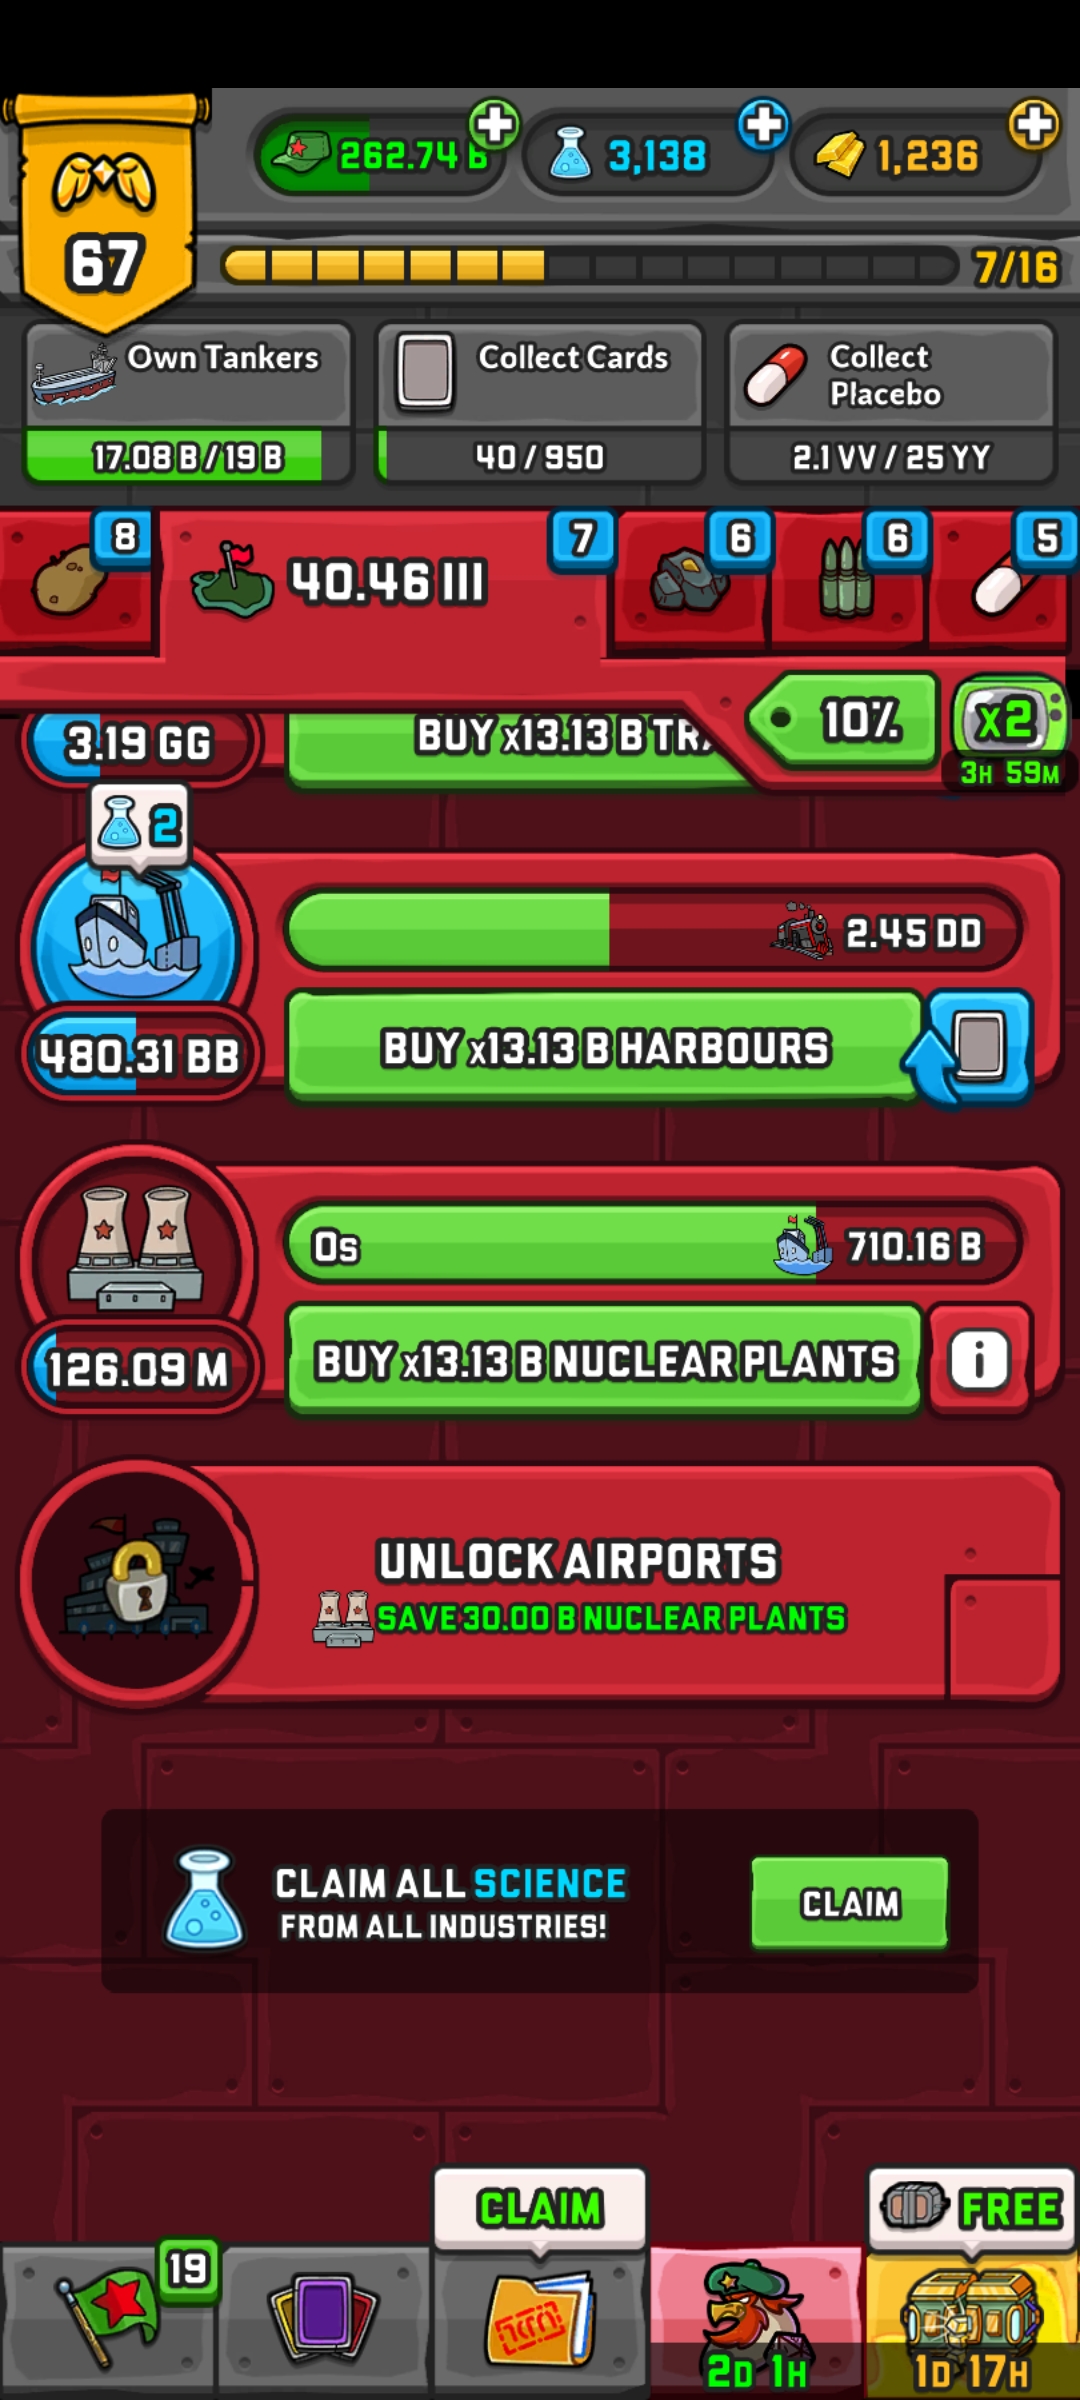 262.74 B
3,138
1,236
67
7/16
Own Tankers
17.08 B / 19 B
Collect Cards
40 / 950
Collect
Placebo
2.1 VV / 25 YY
8
40.46 III
7
6
6
5
3.19 GG
BUY x13.13 B
10%
x2
3H 59M
2
2.45 DD
480.31 BB
BUY x13.13 B HARBOURS
0s
710.16 B
126.09 M
BUY x13.13 B NUCLEAR PLANTS
i
UNLOCK AIRPORTS
SAVE 30.00 B NUCLEAR PLANTS
CLAIM ALL SCIENCE
FROM ALL INDUSTRIES!
CLAIM
CLAIM
FREE
19
2D 1H
1D 17H